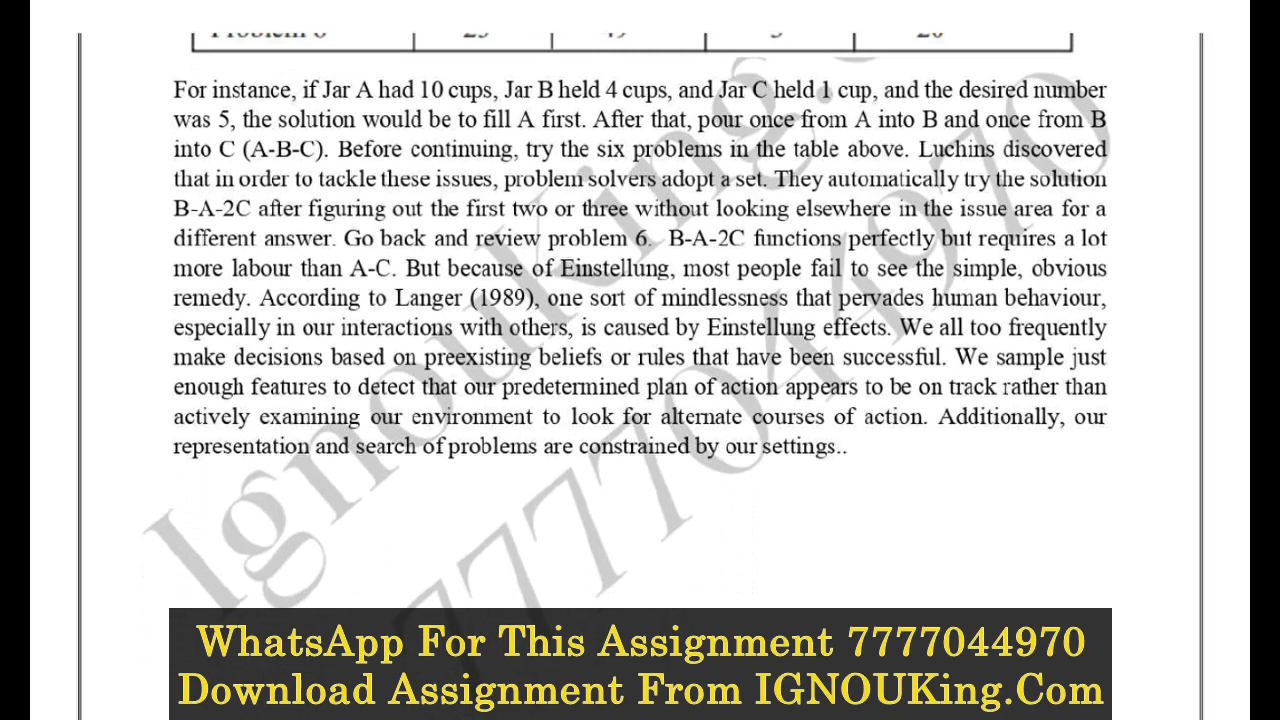 Problem 6 23 49 3 20
For instance, if Jar A had 10 cups, Jar B held 4 cups, and Jar C held 1 cup, and the desired number
was 5, the solution would be to fill A first. After that, pour once from A into B and once from B
into C (A-B-C). Before continuing, try the six problems in the table above. Luchins discovered
that in order to tackle these issues, problem solvers adopt a set. They automatically try the solution
B-A-2C after figuring out the first two or three without looking elsewhere in the issue area for a
different answer. Go back and review problem 6. B-A-2C functions perfectly but requires a lot
more labour than A-C. But because of Einstellung, most people fail to see the simple, obvious
remedy. According to Langer (1989), one sort of mindlessness that pervades human behaviour,
especially in our interactions with others, is caused by Einstellung effects. We all too frequently
make decisions based on preexisting beliefs or rules that have been successful. We sample just
enough features to detect that our predetermined plan of action appears to be on track rather than
actively examining our environment to look for alternate courses of action. Additionally, our
representation and search of problems are constrained by our settings..
IgnouKing.
7777044970
WhatsApp For This Assignment 7777044970
Download Assignment From IGNOUKing.Com